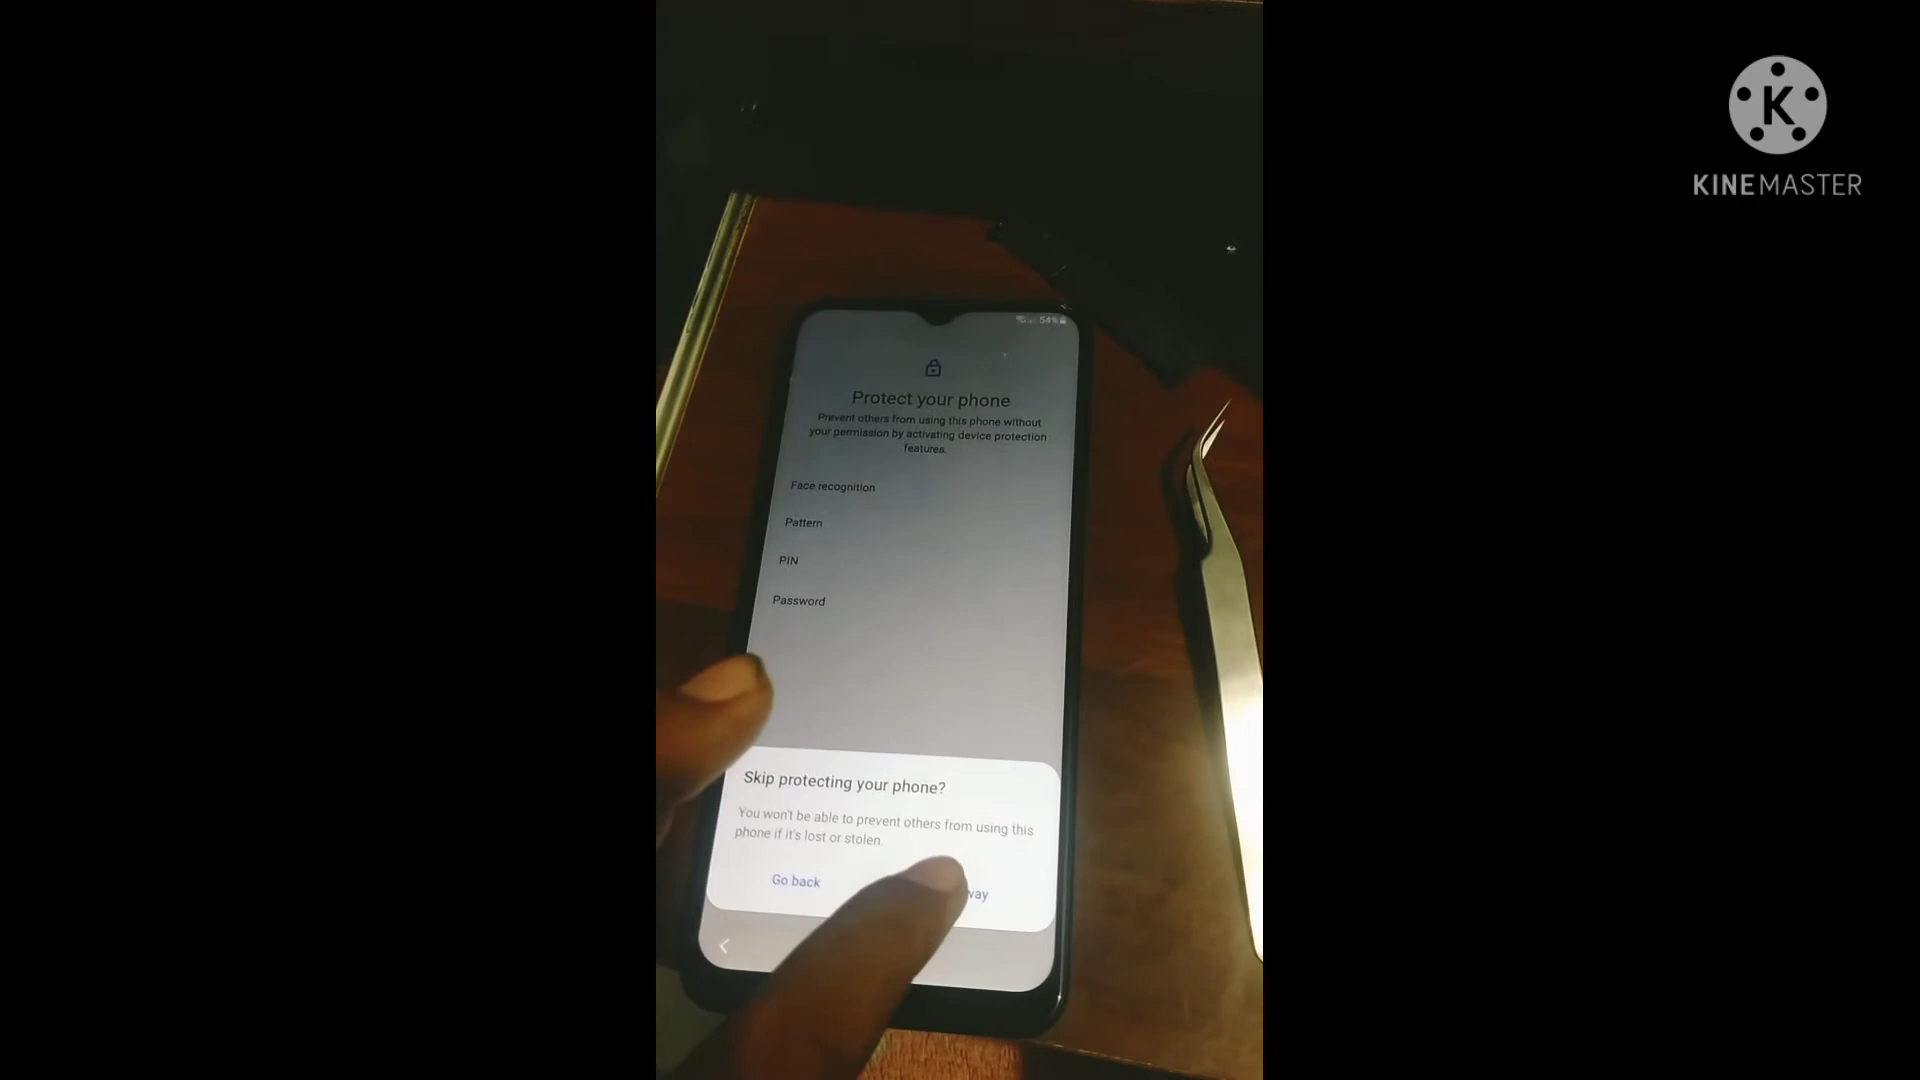 K
KINEMASTER
54%
Protect your phone
Prevent others from using this phone without
your permission by activating device protection
features.
Face recognition
Pattern
PIN
Password
Skip protecting your phone?
You won't be able to prevent others from using this
phone if it's lost or stolen.
Go back